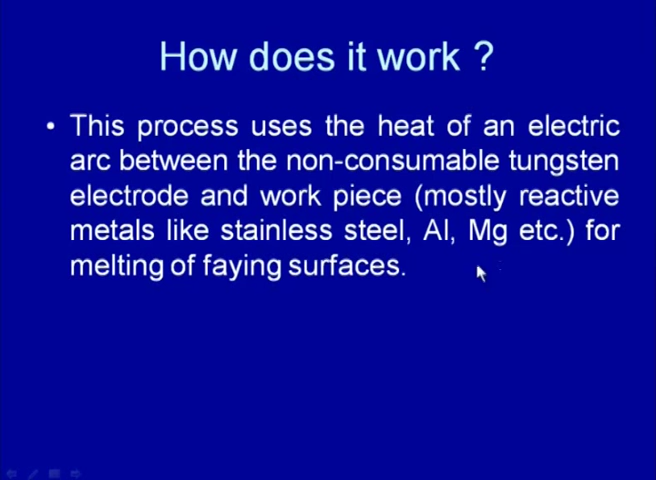 How does it work ?
• This process uses the heat of an electric
arc between the non-consumable tungsten
electrode and work piece (mostly reactive
metals like stainless steel, Al, Mg etc.) for
melting of faying surfaces.